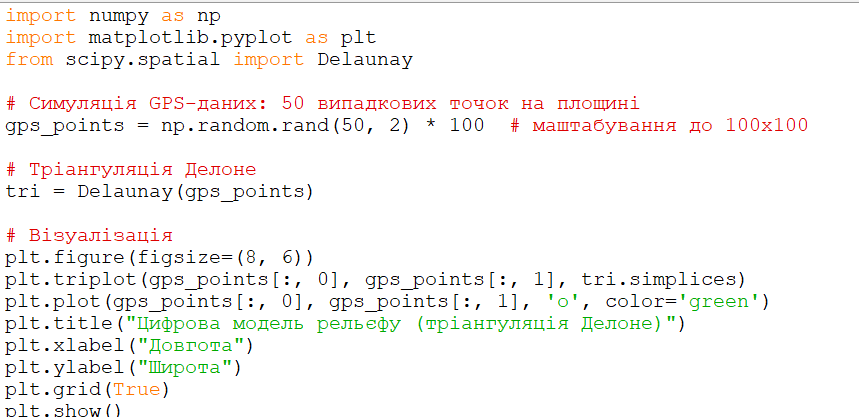 import numpy as np
import matplotlib.pyplot as plt
from scipy.spatial import Delaunay
# Симуляція GPS-даних: 50 випадкових точок на площині
gps_points = np.random.rand(50, 2) * 100  # маштабування до 100x100
# Тріангуляція Делоне
tri = Delaunay(gps_points)
# Візуалізація
plt.figure(figsize=(8, 6))
plt.triplot(gps_points[:, 0], gps_points[:, 1], tri.simplices)
plt.plot(gps_points[:, 0], gps_points[:, 1], 'o', color='green')
plt.title("Цифрова модель рельєфу (тріангуляція Делоне)")
plt.xlabel("Довгота")
plt.ylabel("Широта")
plt.grid(True)
plt.show()